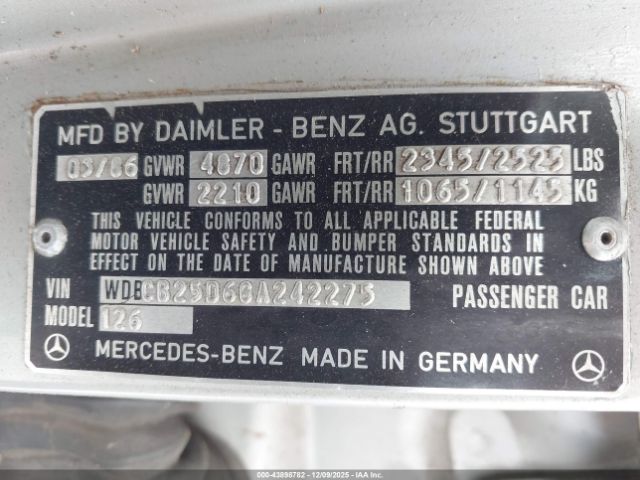 MFD BY DAIMLER - BENZ AG. STUTTGART
03/86 GVWR 4870 GAWR FRT/RR 2345/2525 LBS
GVWR 2210 GAWR FRT/RR 1065/1145 KG
THIS VEHICLE CONFORMS TO ALL APPLICABLE FEDERAL
MOTOR VEHICLE SAFETY AND BUMPER STANDARDS IN
EFFECT ON THE DATE OF MANUFACTURE SHOWN ABOVE
VIN WDBCB25D6GA242275 PASSENGER CAR
MODEL 126
MERCEDES-BENZ MADE IN GERMANY
000-43898782 - 12/09/2025 - IAAI.COM